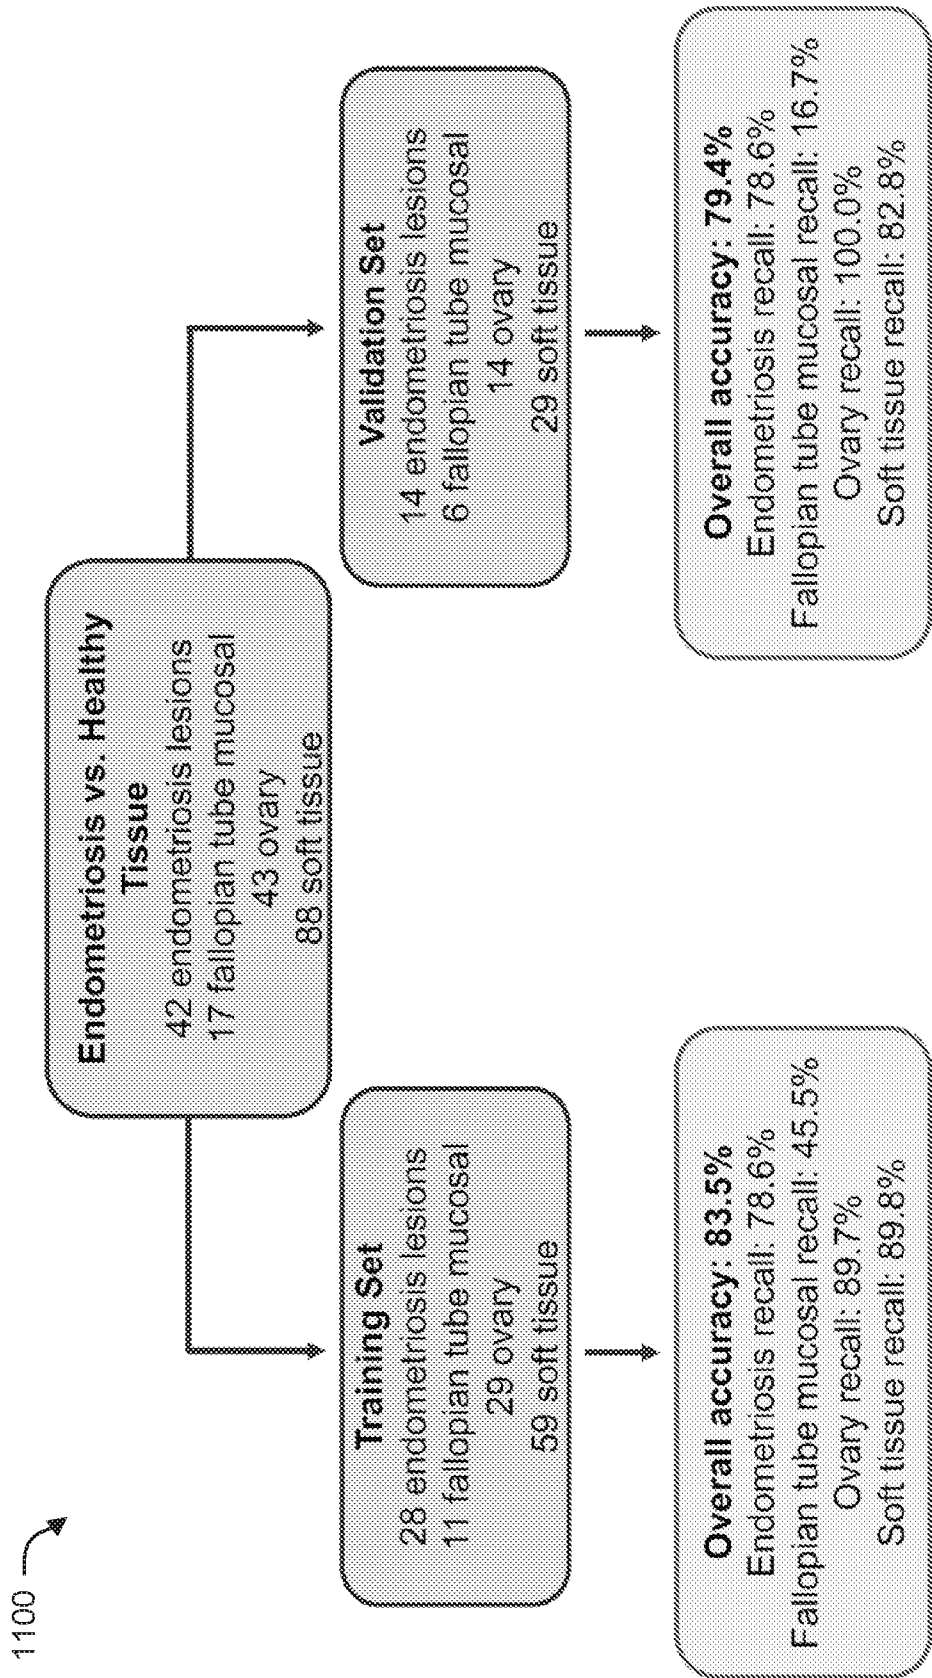 1100
Endometriosis vs. Healthy
Tissue
42 endometriosis lesions
17 fallopian tube mucosal
43 ovary
88 soft tissue
Training Set
28 endometriosis lesions
11 fallopian tube mucosal
29 ovary
59 soft tissue
Validation Set
14 endometriosis lesions
6 fallopian tube mucosal
14 ovary
29 soft tissue
Overall accuracy: 83.5%
Endometriosis recall: 78.6%
Fallopian tube mucosal recall: 45.5%
Ovary recall: 89.7%
Soft tissue recall: 89.8%
Overall accuracy: 79.4%
Endometriosis recall: 78.6%
Fallopian tube mucosal recall: 16.7%
Ovary recall: 100.0%
Soft tissue recall: 82.8%